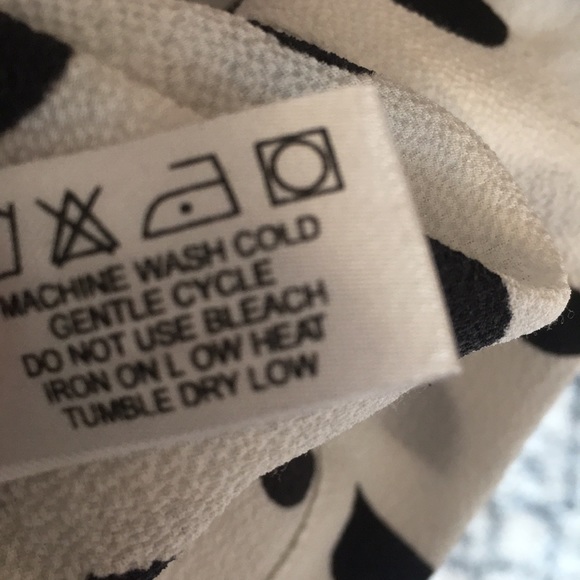 MACHINE WASH COLD
GENTLE CYCLE
DO NOT USE BLEACH
IRON ON L OW HEAT
TUMBLE DRY LOW